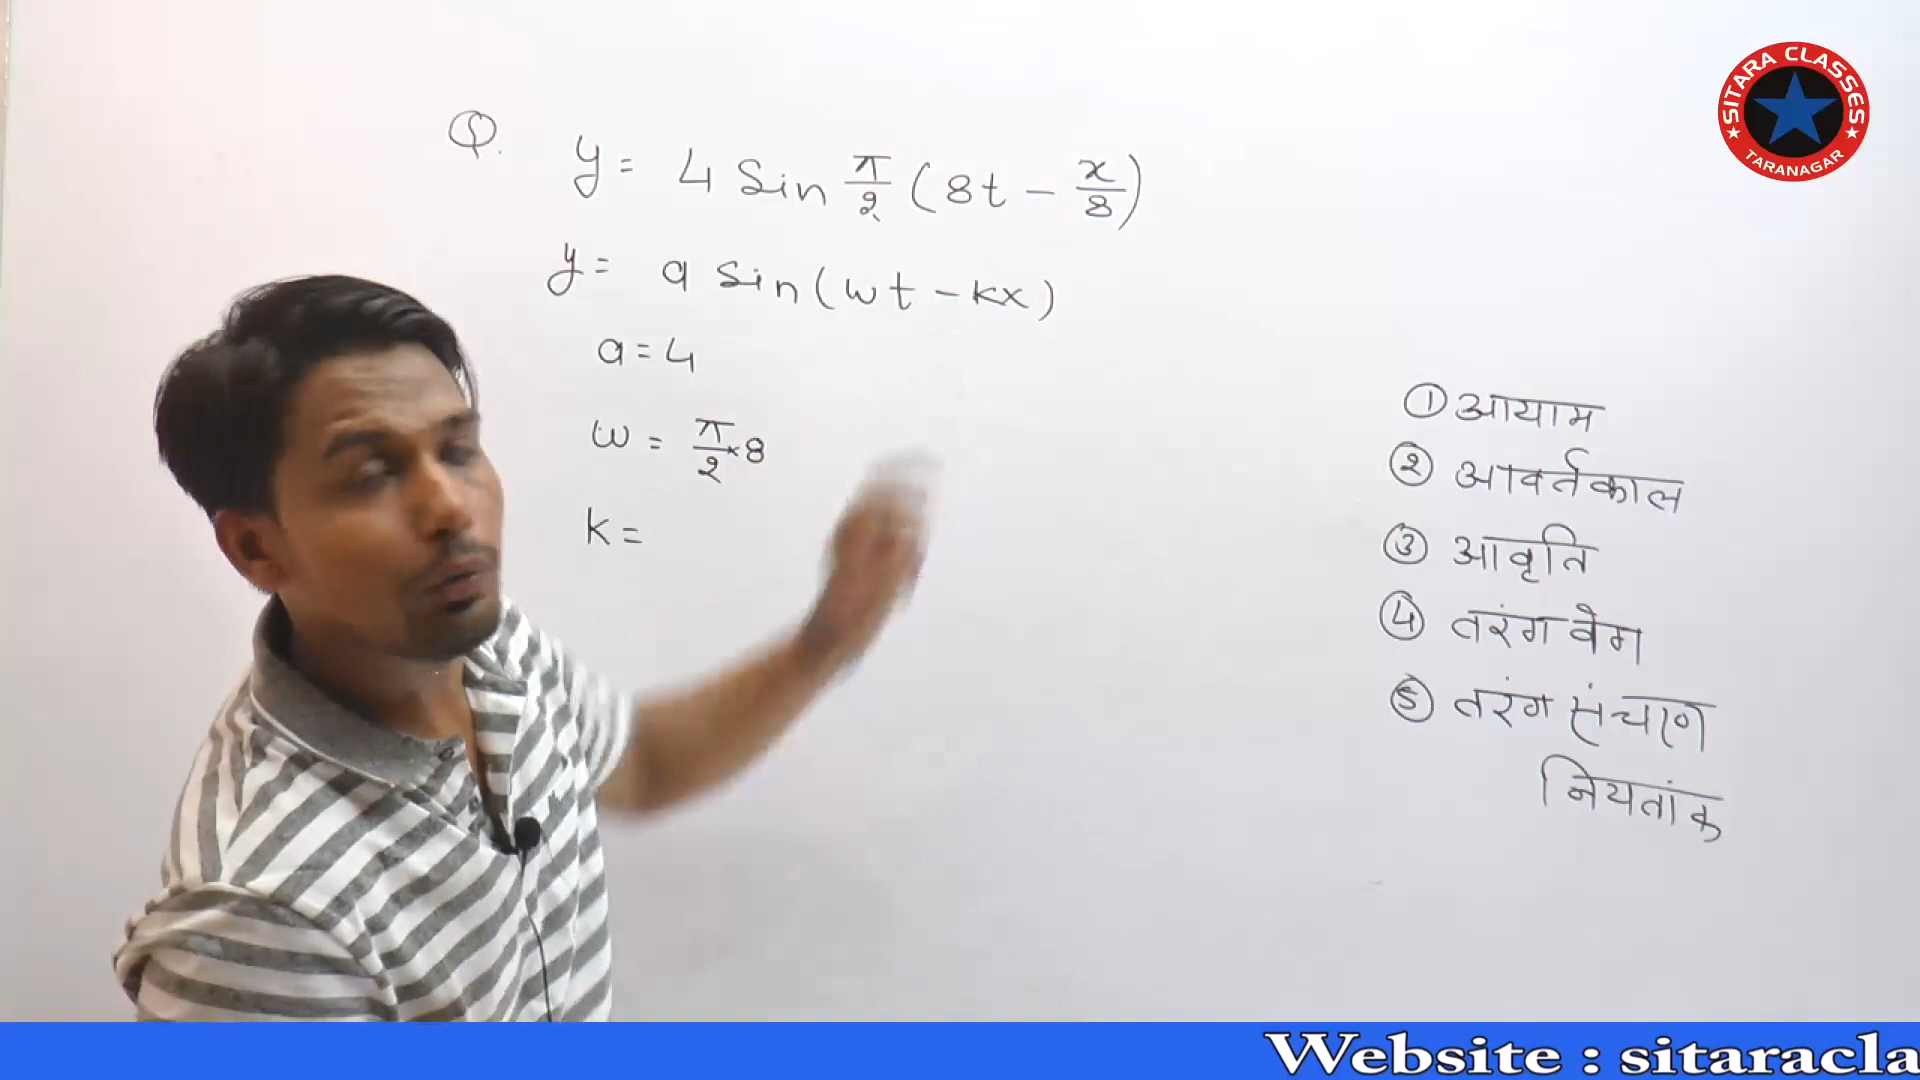 Q. y = 4 Sin π/2 (8t - x/8)
y = a sin(ωt - kx)
a = 4
ω = π/2 × 8
k =
① आयाम
② आवर्तकाल
③ आवृति
④ तरंग वेग
⑤ तरंग संचरण
नियतांक
SITARA CLASSES
TARANAGAR
Website : sitaracla